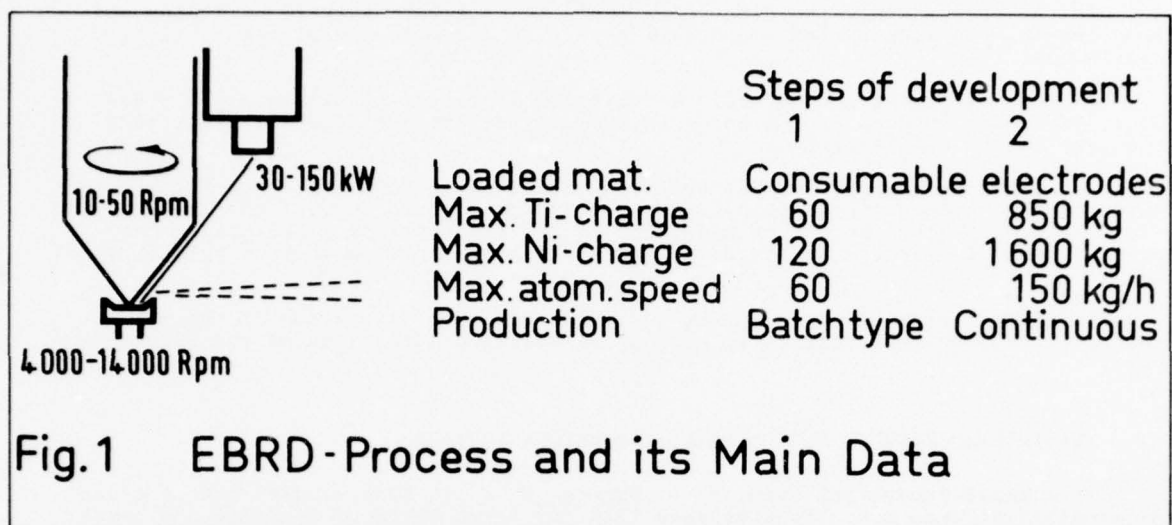 10-50 Rpm
30-150 kW
4.000-14.000 Rpm
Steps of development
1 2
Loaded mat. Consumable electrodes
Max. Ti-charge 60 850 kg
Max. Ni-charge 120 1600 kg
Max. atom. speed 60 150 kg/h
Production Batchtype Continuous
Fig.1 EBRD-Process and its Main Data